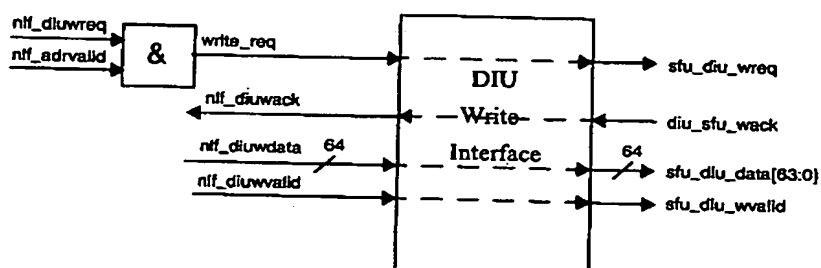 nlf_diuwreq
nlf_adrvalid
&
write_req
sfu_diu_wreq
DIU
nlf_diuwack
Write
diu_sfu_wack
nlf_diuwdata
64
Interface
64
sfu_diu_data[63:0]
nlf_diuwvalid
sfu_diu_wvalid